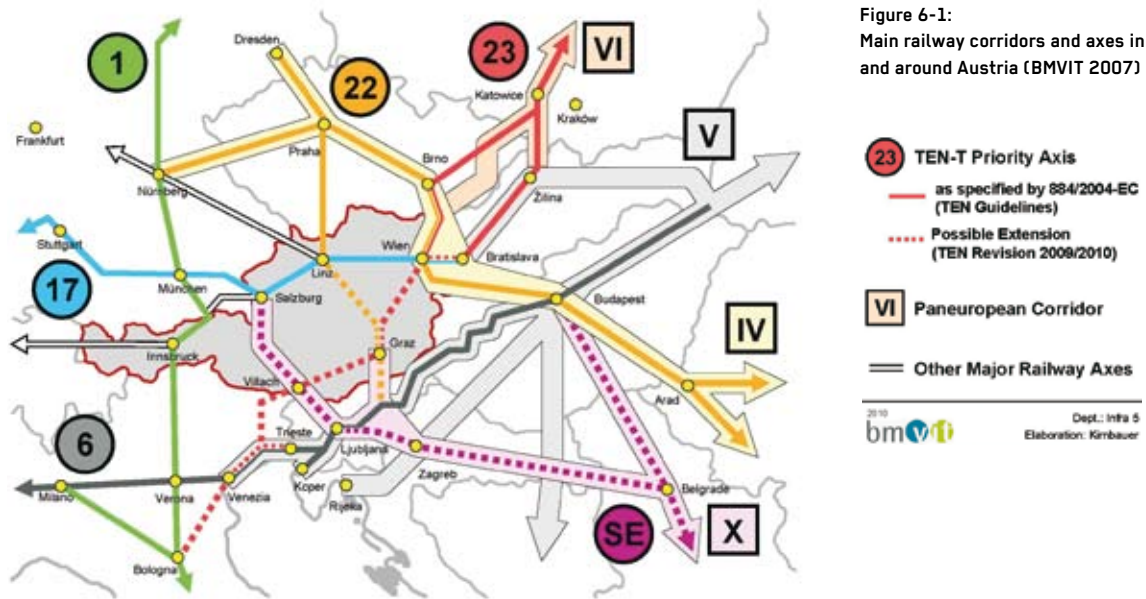 Figure 6-1:
Main railway corridors and axes in
and around Austria (BMVIT 2007)
1
Dresden
22
23
VI
Katowice
Kraków
Frankfurt
Praha
Brno
V
Nürnberg
Žilina
Stuttgart
Wien
Linz
Bratislava
17
München
Salzburg
Budapest
Innsbruck
Graz
IV
Villach
Arad
6
Trieste
Ljubljana
Zagreb
Milano
Verona
Venezia
Koper
Rijeka
Belgrade
SE
X
Bologna
23 TEN-T Priority Axis
as specified by 884/2004-EC
(TEN Guidelines)
Possible Extension
(TEN Revision 2009/2010)
VI Paneuropean Corridor
Other Major Railway Axes
2010
bmvit
Dept.: Infra 5
Elaboration: Kirnbauer